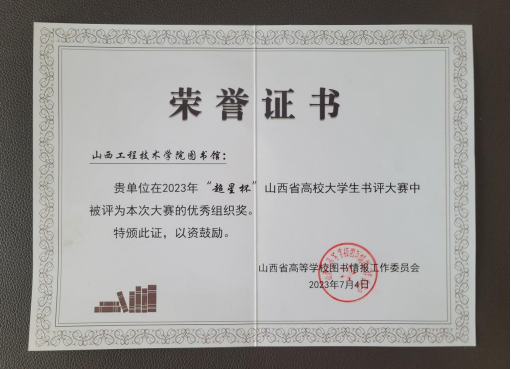 荣誉证书
山西工程技术学院图书馆：
贵单位在2023年“超星杯”山西省高校大学生书评大赛中
被评为本次大赛的优秀组织奖。
特颁此证，以资鼓励。
山西省高等学校图书情报工作委员会
2023年7月4日